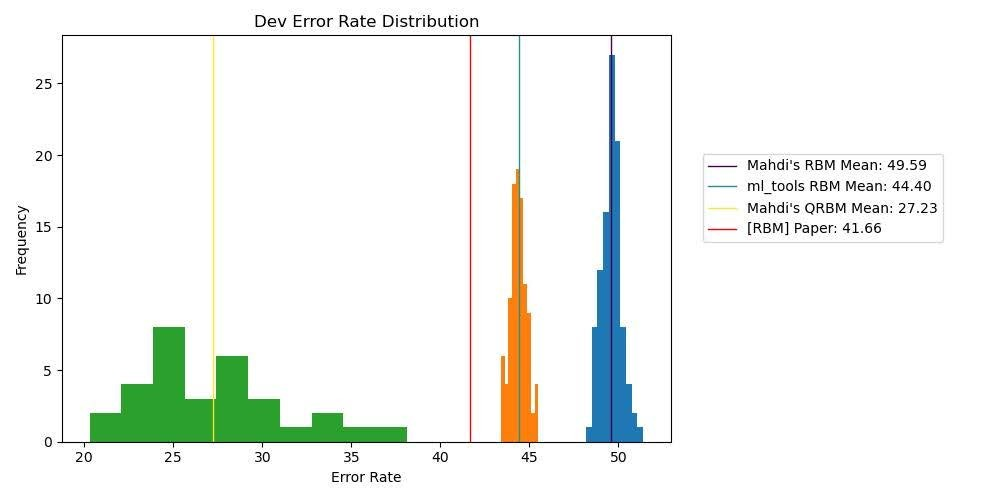 Dev Error Rate Distribution
Frequency
25
20
15
10
5
0
20 25 30 35 40 45 50
Error Rate
Mahdi's RBM Mean: 49.59
ml_tools RBM Mean: 44.40
Mahdi's QRBM Mean: 27.23
[RBM] Paper: 41.66